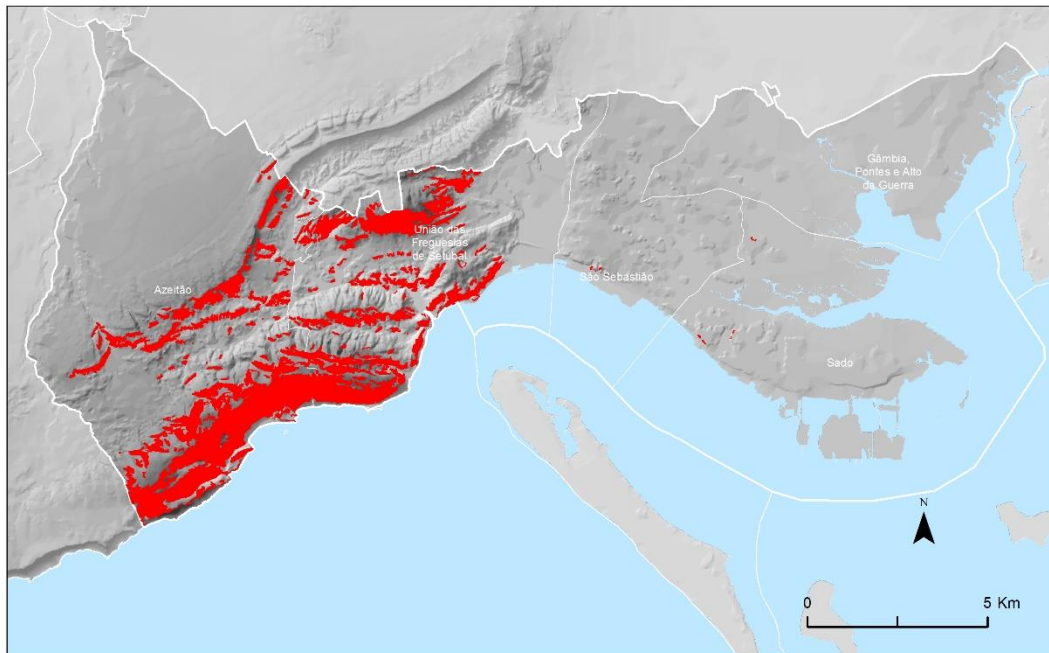 Gâmbia,
Pontes e Alto
da Guerra
União das
Freguesias
de Setúbal
Azeitão
São Sebastião
Sado
N
0 5 Km